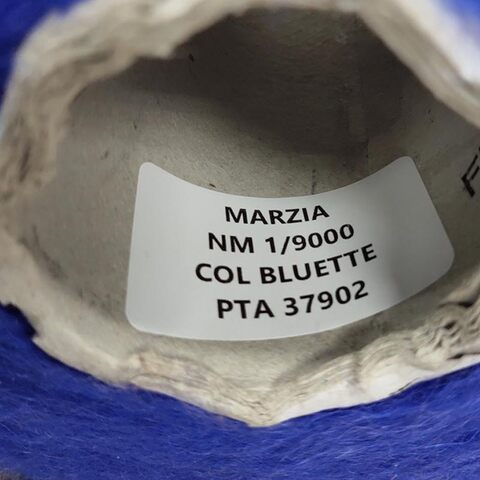 MARZIA
NM 1/9000
COL BLUETTE
PTA 37902